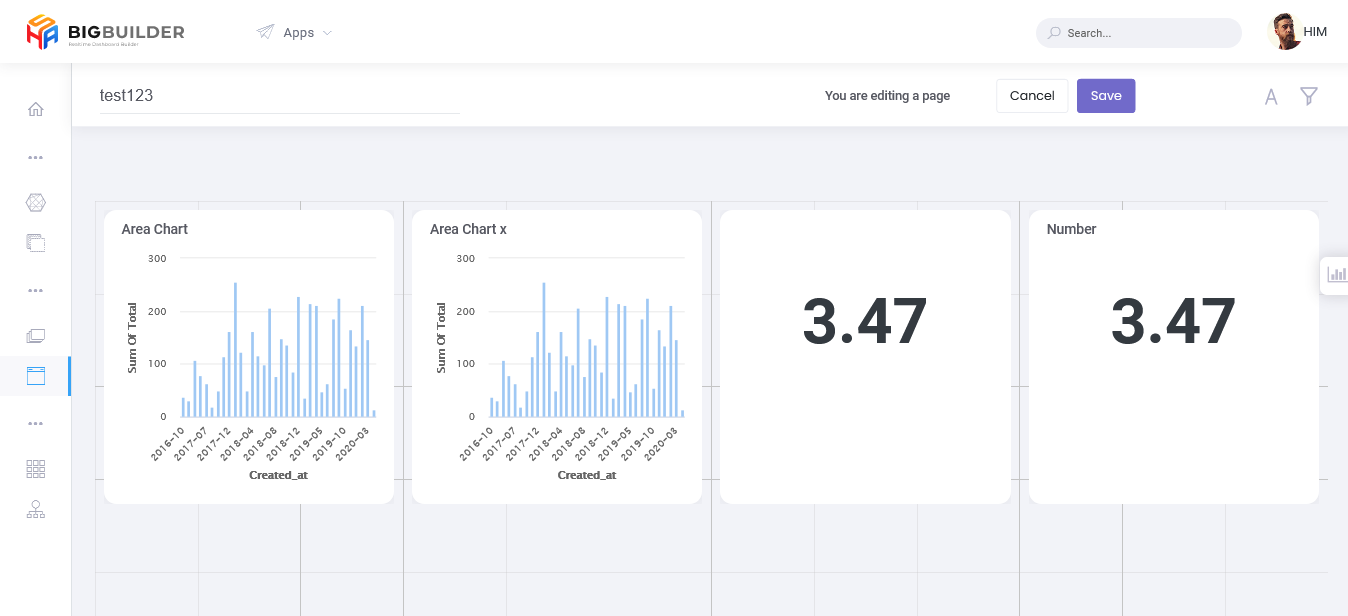 BIGBUILDER
Realtime Dashboard Builder
Apps
Search...
HIM
test123
You are editing a page
Cancel
Save
A
Area Chart
300
200
100
0
Sum Of Total
2016-10
2017-07
2017-12
2018-04
2018-08
2018-12
2019-05
2019-10
2020-03
Created_at
Area Chart x
300
200
100
0
Sum Of Total
2016-10
2017-07
2017-12
2018-04
2018-08
2018-12
2019-05
2019-10
2020-03
Created_at
3.47
Number
3.47